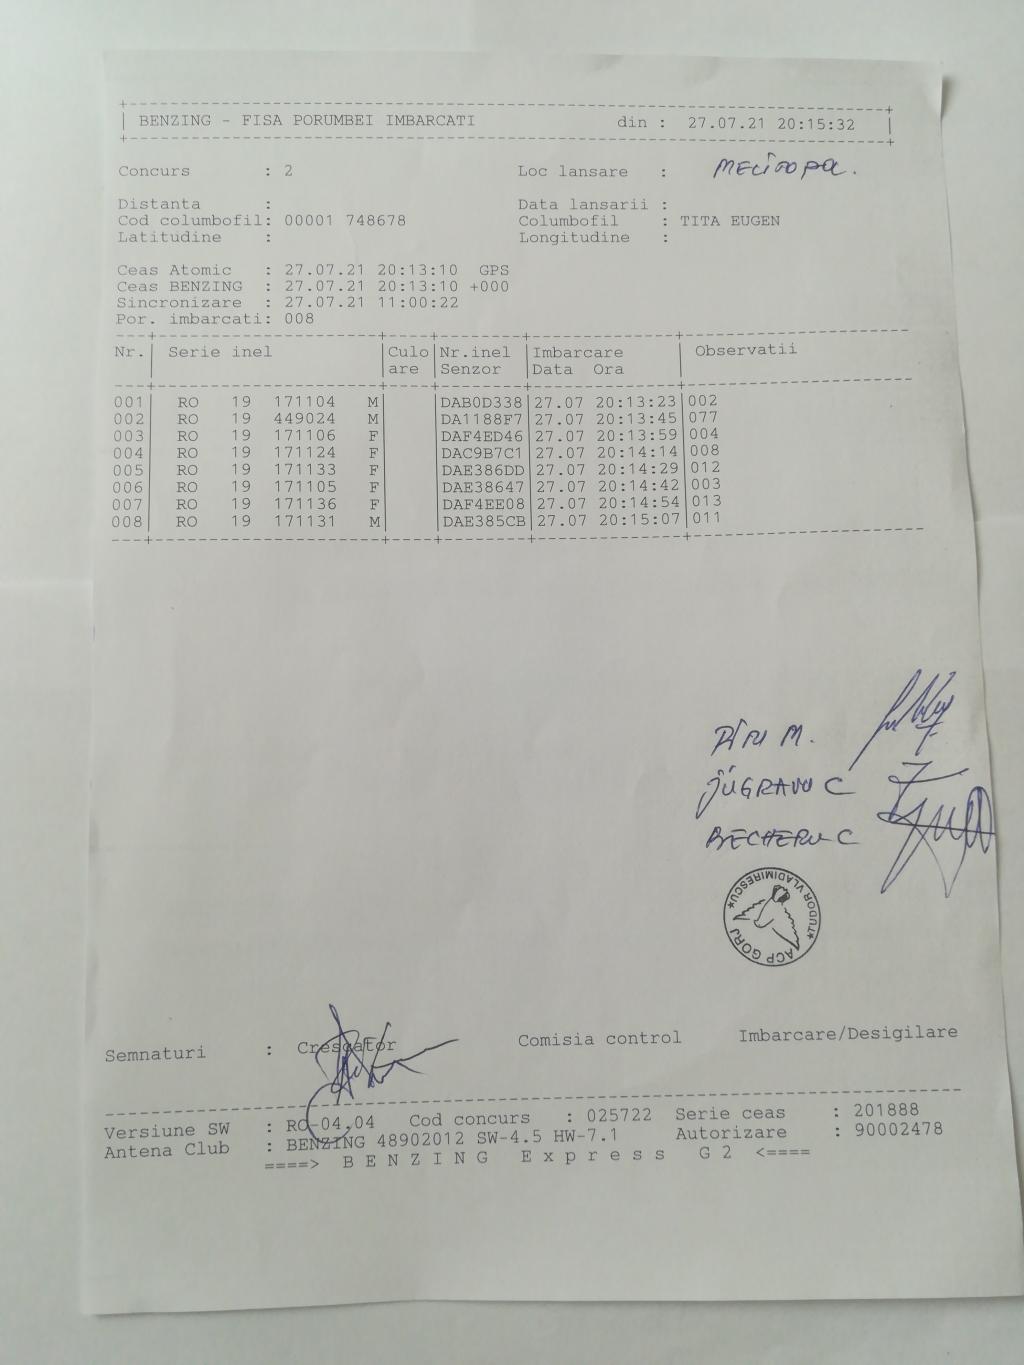 BENZING - FISA PORUMBEI IMBARCATI din : 27.07.21 20:15:32
Concurs : 2 Loc lansare : MELITOPOL.
Distanta : Data lansarii :
Cod columbofil: 00001 748678 Columbofil : TITA EUGEN
Latitudine : Longitudine :
Ceas Atomic : 27.07.21 20:13:10 GPS
Ceas BENZING : 27.07.21 20:13:10 +000
Sincronizare : 27.07.21 11:00:22
Por. imbarcati: 008
Nr. Serie inel Culo Nr.inel Imbarcare Observatii
are Senzor Data Ora
001 RO 19 171104 M DAB0D338 27.07 20:13:23 002
002 RO 19 449024 M DA1188F7 27.07 20:13:45 077
003 RO 19 171106 F DAF4ED46 27.07 20:13:59 004
004 RO 19 171124 F DAC9B7C1 27.07 20:14:14 008
005 RO 19 171133 F DAE386DD 27.07 20:14:29 012
006 RO 19 171105 F DAE38647 27.07 20:14:42 003
007 RO 19 171136 F DAF4EE08 27.07 20:14:54 013
008 RO 19 171131 M DAE385CB 27.07 20:15:07 011
M.
C
BECHERU C
ACP GORJ *TUDOR VLADIMIRESCU*
Semnaturi : Crescator Comisia control Imbarcare/Desigilare
Versiune SW : RO-04.04 Cod concurs : 025722 Serie ceas : 201888
Antena Club : BENZING 48902012 SW-4.5 HW-7.1 Autorizare : 90002478
====> B E N Z I N G E x p r e s s G 2 <====